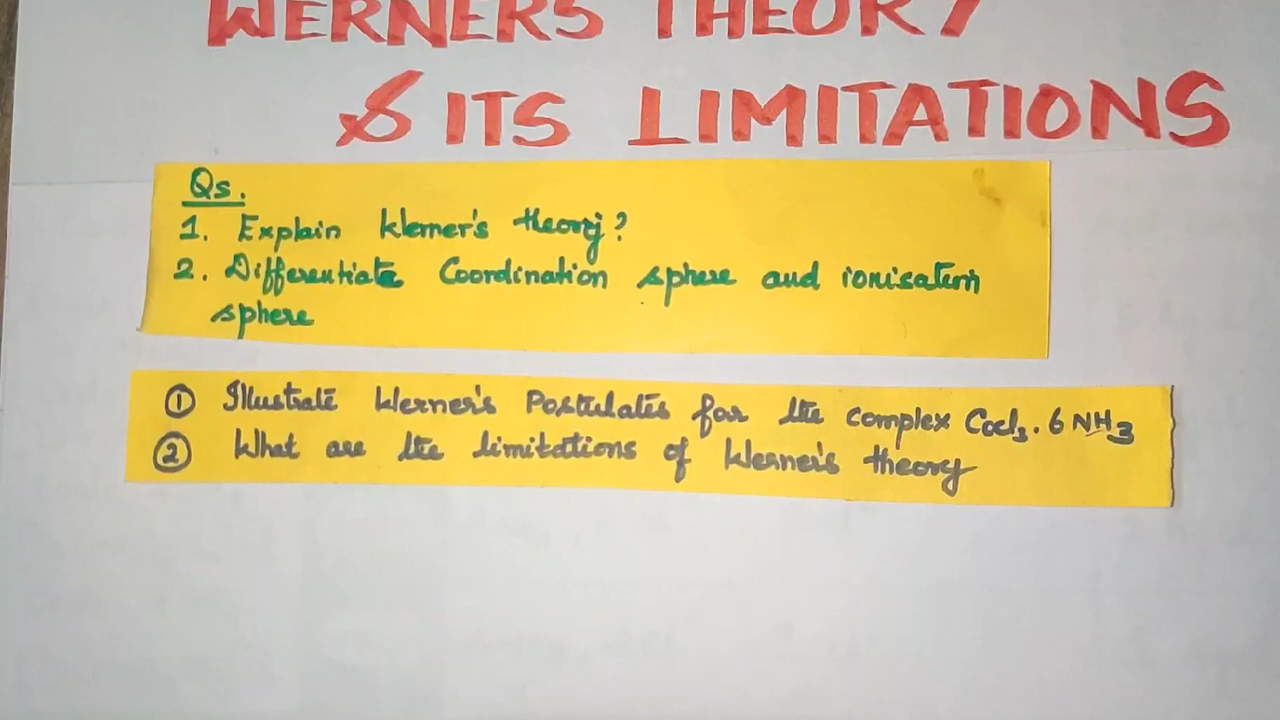 WERNERS THEORY
& ITS LIMITATIONS
Qs.
1. Explain Werner's theory?
2. Differentiate Coordination sphere and ionisation
sphere
① Illustrate Werner's Postulates for the complex CoCl₃. 6 NH₃
② What are the limitations of Werner's theory